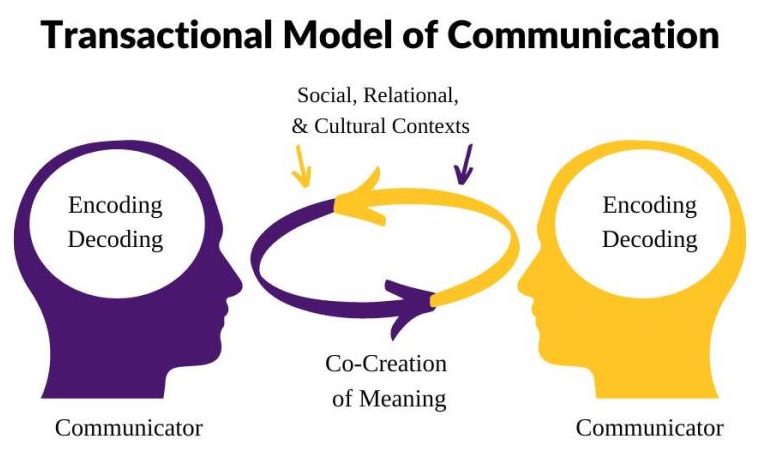 Transactional Model of Communication
Social, Relational,
& Cultural Contexts
Encoding
Decoding
Encoding
Decoding
Co-Creation
of Meaning
Communicator
Communicator